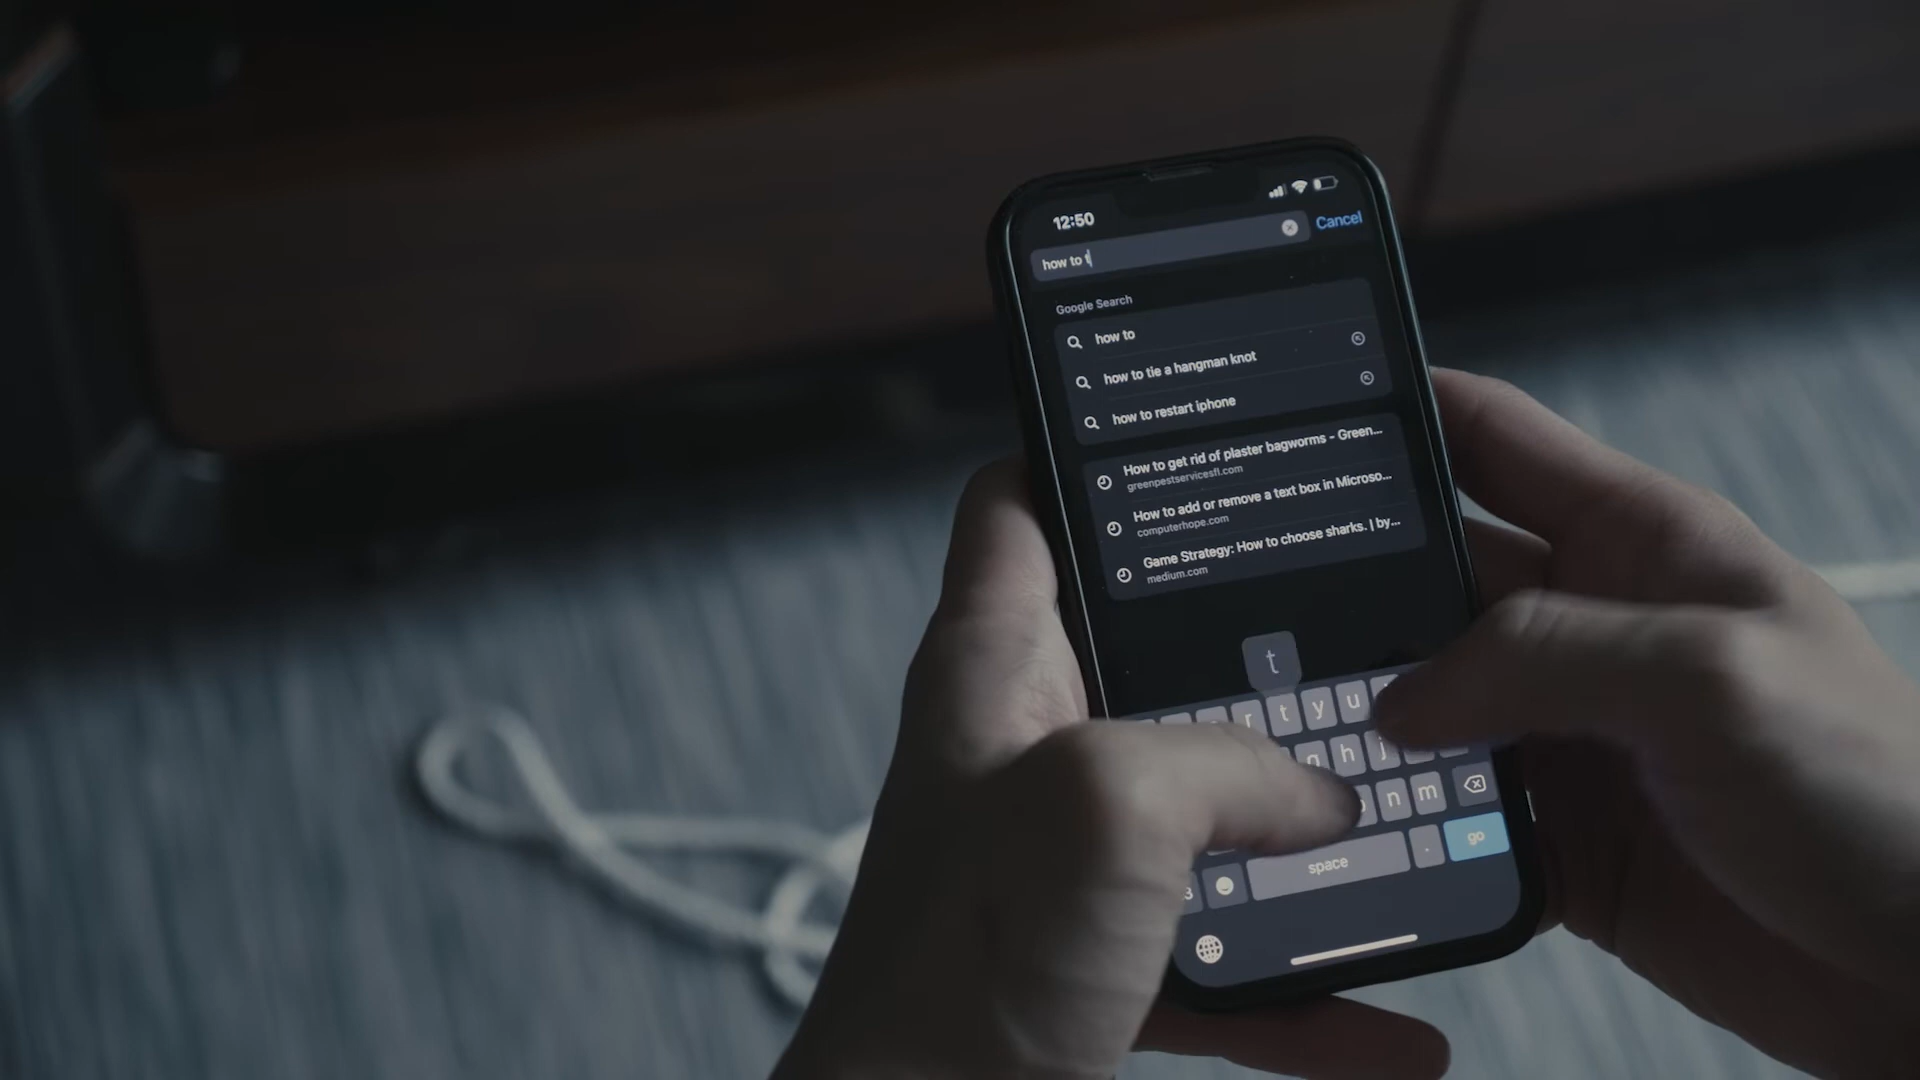 12:50
how to t
Cancel
Google Search
how to
how to tie a hangman knot
how to restart iphone
How to get rid of plaster bagworms - Green...
greenpestservicesfl.com
How to add or remove a text box in Microso...
computerhope.com
Game Strategy: How to choose sharks. | by...
medium.com
t
r t y u
h j
n m
space . go